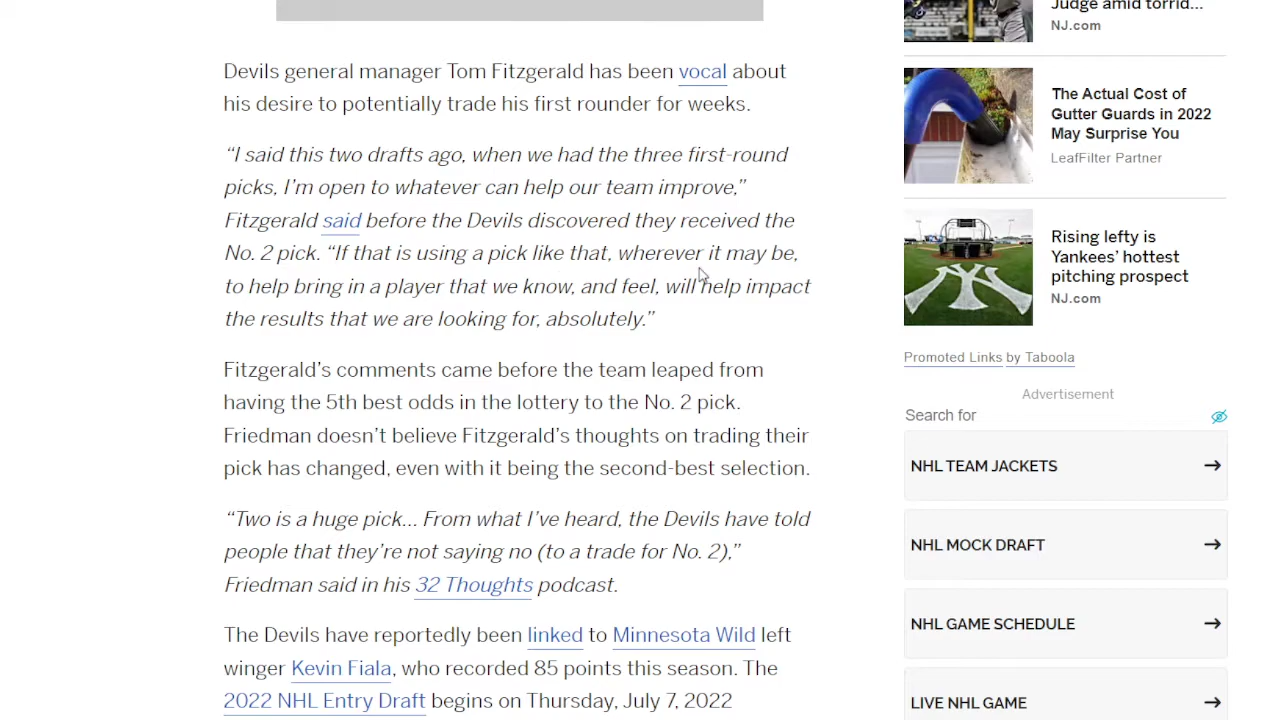 Devils general manager Tom Fitzgerald has been vocal about
his desire to potentially trade his first rounder for weeks.
“I said this two drafts ago, when we had the three first-round
picks, I’m open to whatever can help our team improve,”
Fitzgerald said before the Devils discovered they received the
No. 2 pick. “If that is using a pick like that, wherever it may be,
to help bring in a player that we know, and feel, will help impact
the results that we are looking for, absolutely.”
Fitzgerald’s comments came before the team leaped from
having the 5th best odds in the lottery to the No. 2 pick.
Friedman doesn’t believe Fitzgerald’s thoughts on trading their
pick has changed, even with it being the second-best selection.
“Two is a huge pick... From what I’ve heard, the Devils have told
people that they’re not saying no (to a trade for No. 2),”
Friedman said in his 32 Thoughts podcast.
The Devils have reportedly been linked to Minnesota Wild left
winger Kevin Fiala, who recorded 85 points this season. The
2022 NHL Entry Draft begins on Thursday, July 7, 2022
Judge amid torrid...
NJ.com
The Actual Cost of
Gutter Guards in 2022
May Surprise You
LeafFilter Partner
Rising lefty is
Yankees’ hottest
pitching prospect
NJ.com
Promoted Links by Taboola
Advertisement
Search for
NHL TEAM JACKETS
NHL MOCK DRAFT
NHL GAME SCHEDULE
LIVE NHL GAME